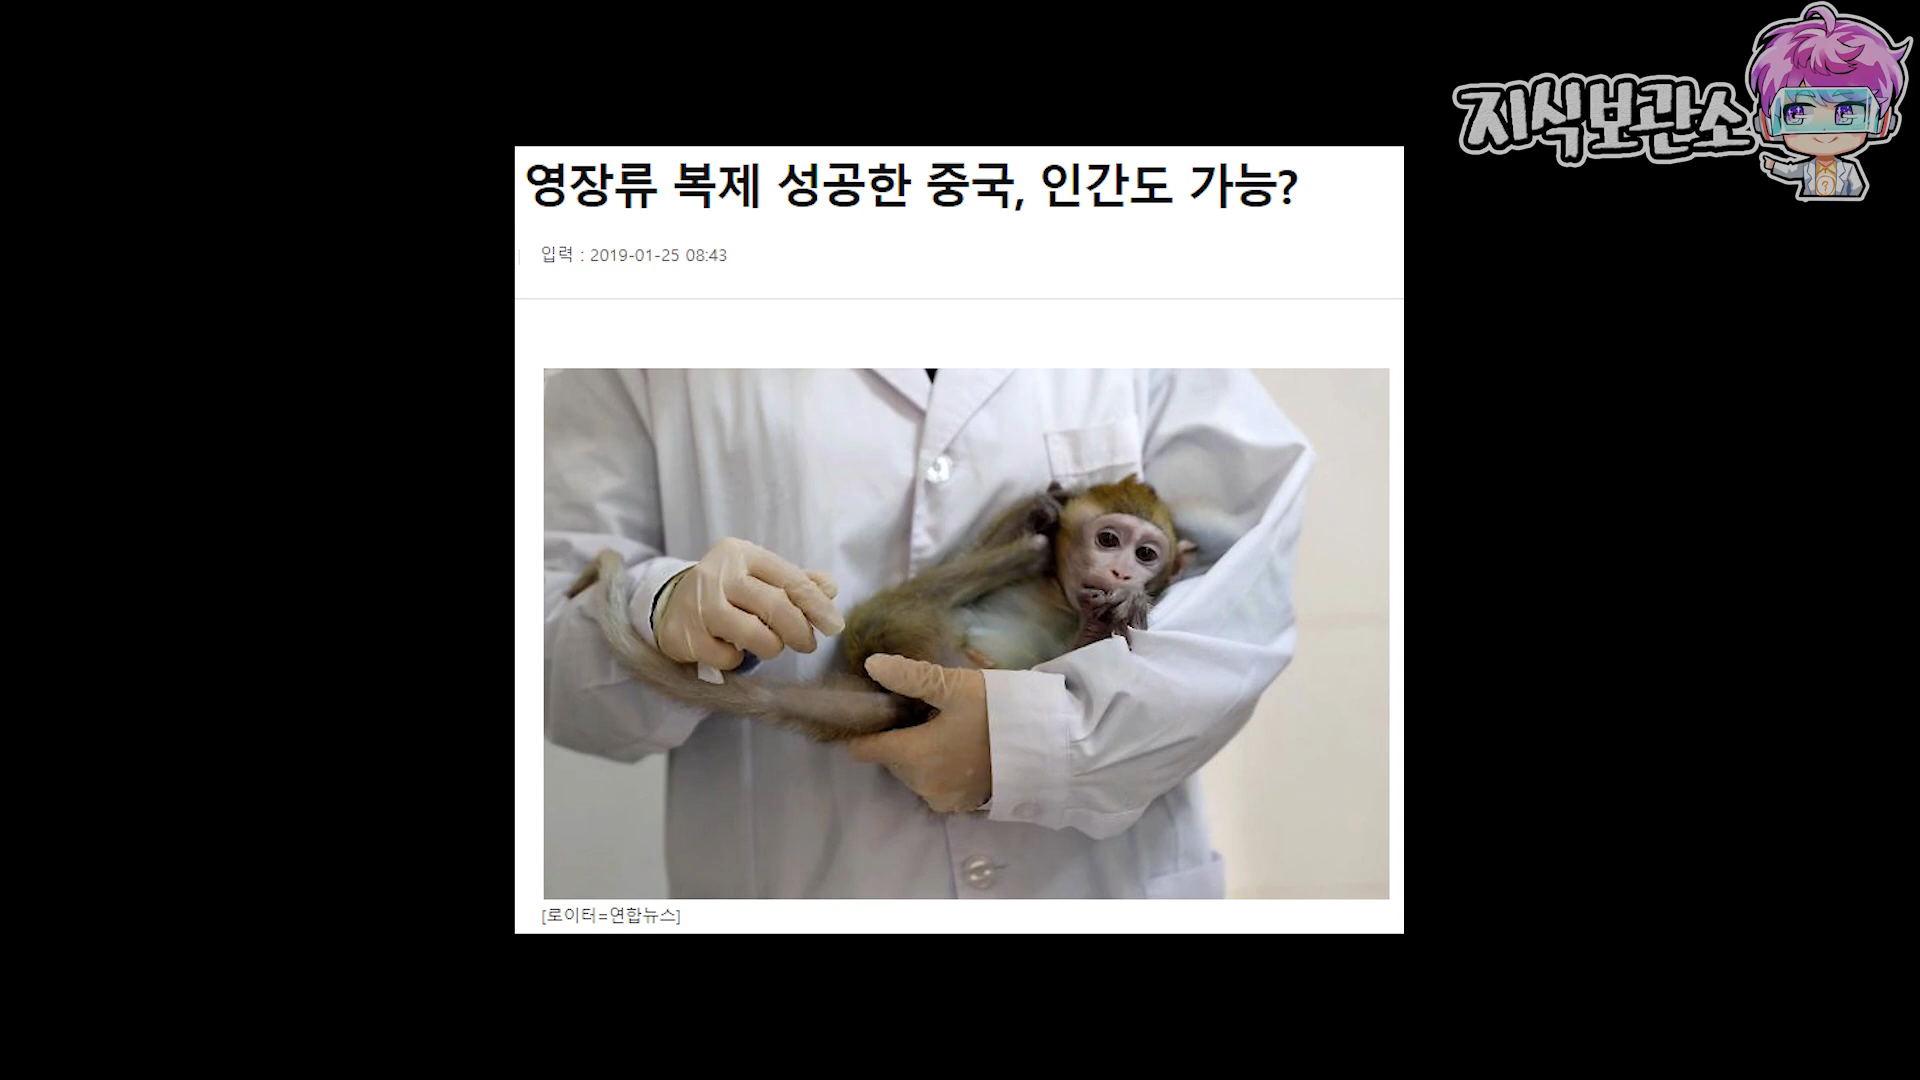 지식보관소
영장류 복제 성공한 중국, 인간도 가능?
입력 : 2019-01-25 08:43
[로이터=연합뉴스]